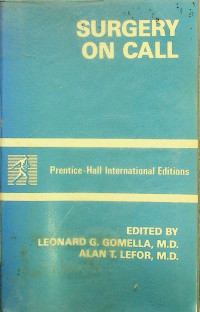 SURGERY
ON CALL
Prentice-Hall International Editions
EDITED BY
LEONARD G. GOMELLA, M.D.
ALAN T. LEFOR, M.D.